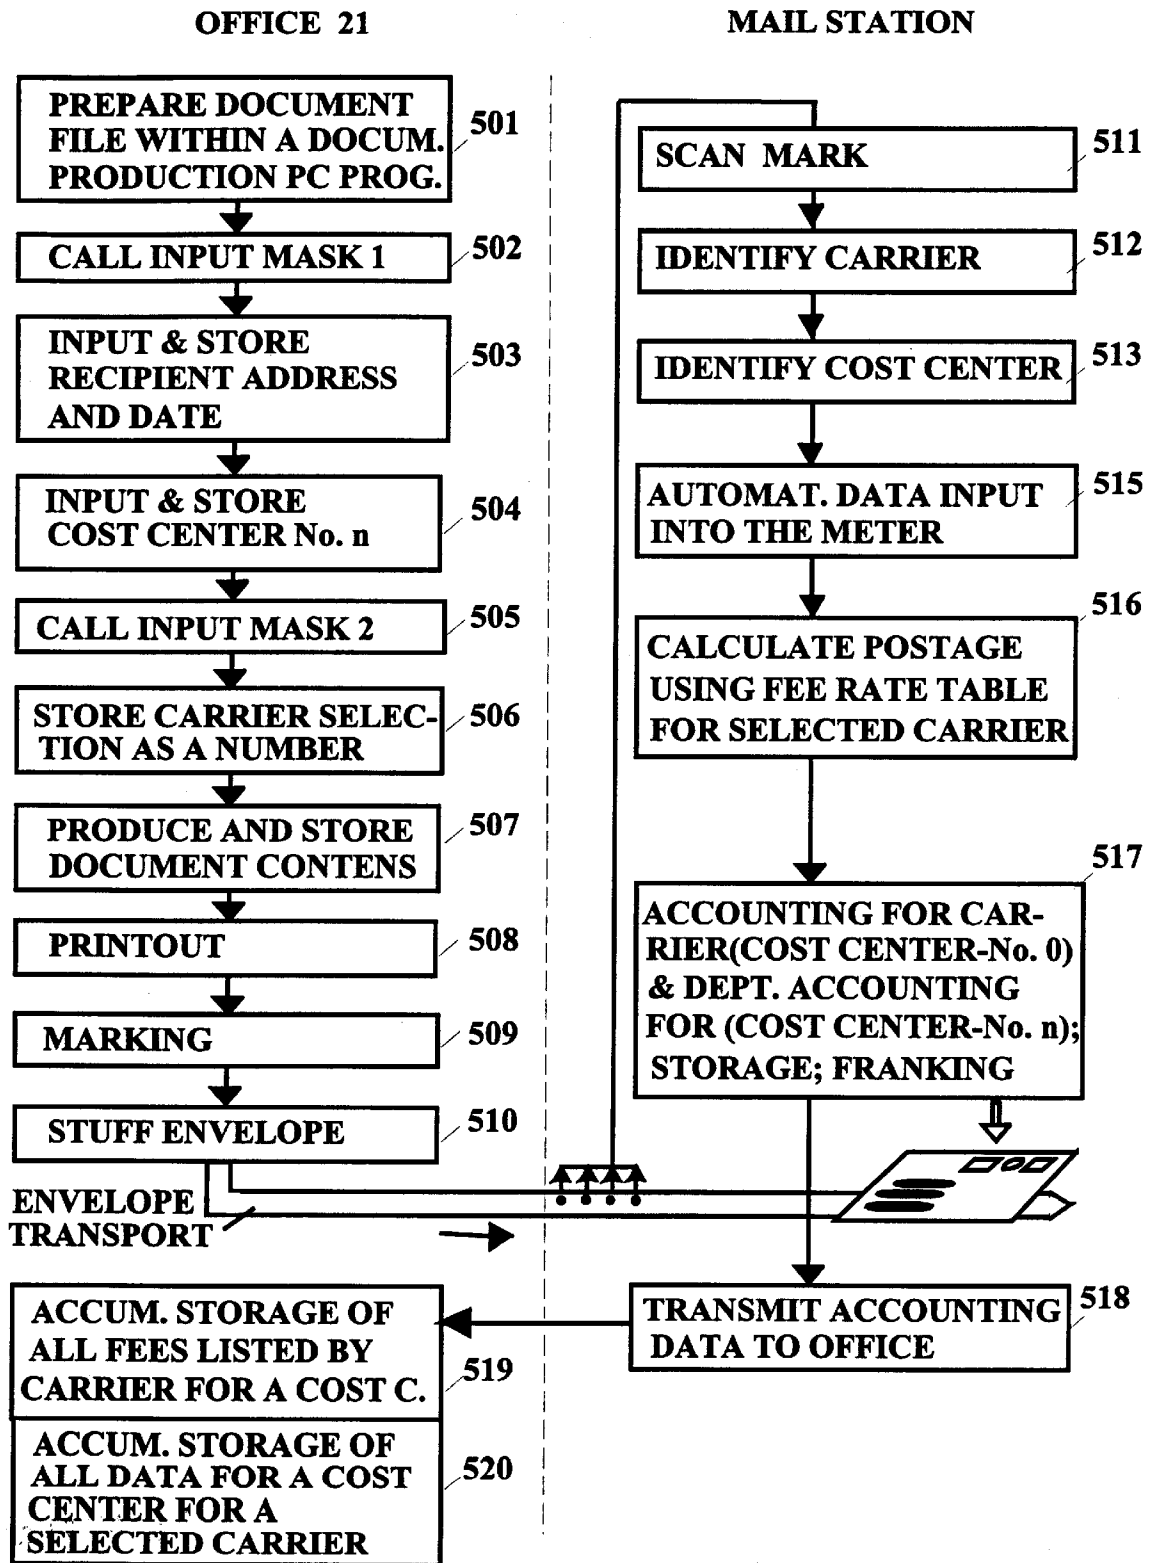 OFFICE 21
PREPARE DOCUMENT
FILE WITHIN A DOCUM.
PRODUCTION PC PROG.
501
CALL INPUT MASK 1
502
INPUT & STORE
RECIPIENT ADDRESS
AND DATE
503
INPUT & STORE
COST CENTER No. n
504
CALL INPUT MASK 2
505
STORE CARRIER SELEC-
TION AS A NUMBER
506
PRODUCE AND STORE
DOCUMENT CONTENS
507
PRINTOUT
508
MARKING
509
STUFF ENVELOPE
510
ENVELOPE
TRANSPORT
MAIL STATION
SCAN MARK
511
IDENTIFY CARRIER
512
IDENTIFY COST CENTER
513
AUTOMAT. DATA INPUT
INTO THE METER
515
CALCULATE POSTAGE
USING FEE RATE TABLE
FOR SELECTED CARRIER
516
ACCOUNTING FOR CAR-
RIER(COST CENTER-No. 0)
& DEPT. ACCOUNTING
FOR (COST CENTER-No. n);
STORAGE; FRANKING
517
TRANSMIT ACCOUNTING
DATA TO OFFICE
518
ACCUM. STORAGE OF
ALL FEES LISTED BY
CARRIER FOR A COST C.
519
ACCUM. STORAGE OF
ALL DATA FOR A COST
CENTER FOR A
SELECTED CARRIER
520